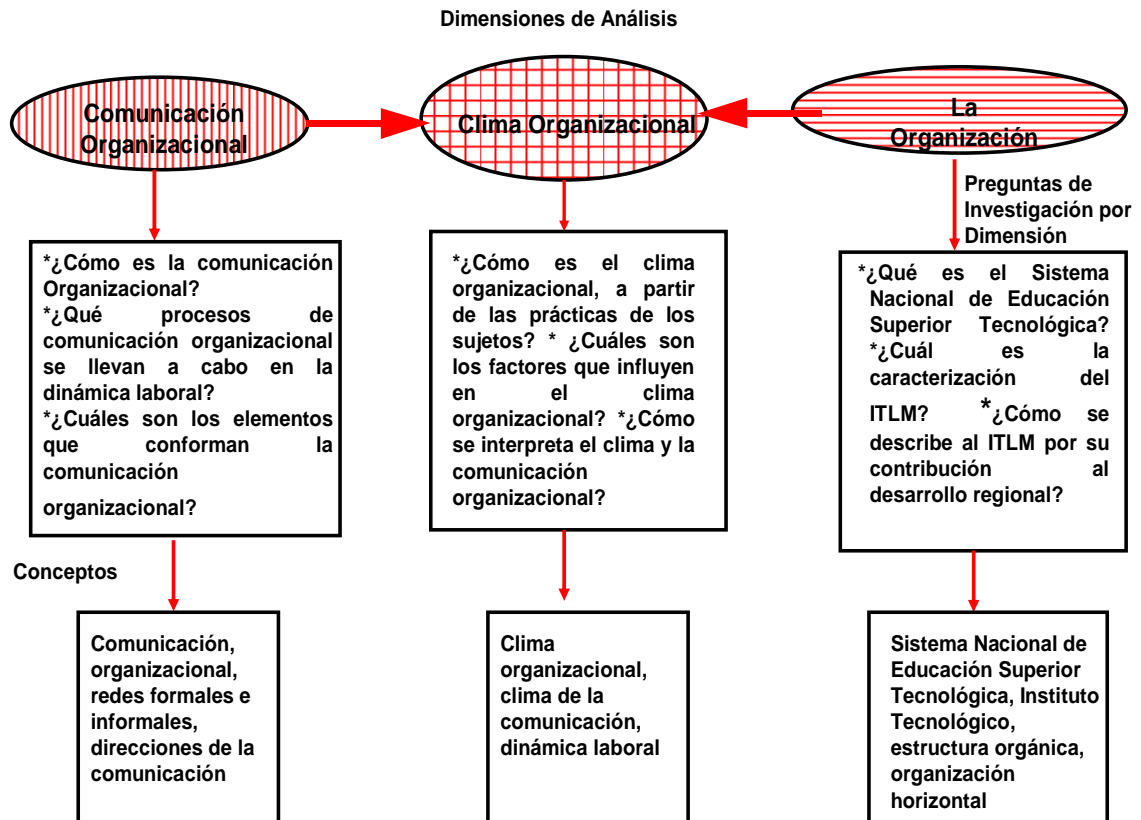 Dimensiones de Análisis
Comunicación
Organizacional
Clima Organizacional
La
Organización
Preguntas de
Investigación por
Dimensión
*¿Cómo es la comunicación
Organizacional?
*¿Qué procesos de
comunicación organizacional
se llevan a cabo en la
dinámica laboral?
*¿Cuáles son los elementos
que conforman la
comunicación
organizacional?
*¿Cómo es el clima
organizacional, a partir
de las prácticas de los
sujetos? * ¿Cuáles son
los factores que influyen
en el clima
organizacional? *¿Cómo
se interpreta el clima y la
comunicación
organizacional?
*¿Qué es el Sistema
Nacional de Educación
Superior Tecnológica?
*¿Cuál es la
caracterización del
ITLM? *¿Cómo se
describe al ITLM por su
contribución al
desarrollo regional?
Conceptos
Comunicación,
organizacional,
redes formales e
informales,
direcciones de la
comunicación
Clima
organizacional,
clima de la
comunicación,
dinámica laboral
Sistema Nacional de
Educación Superior
Tecnológica, Instituto
Tecnológico,
estructura orgánica,
organización
horizontal